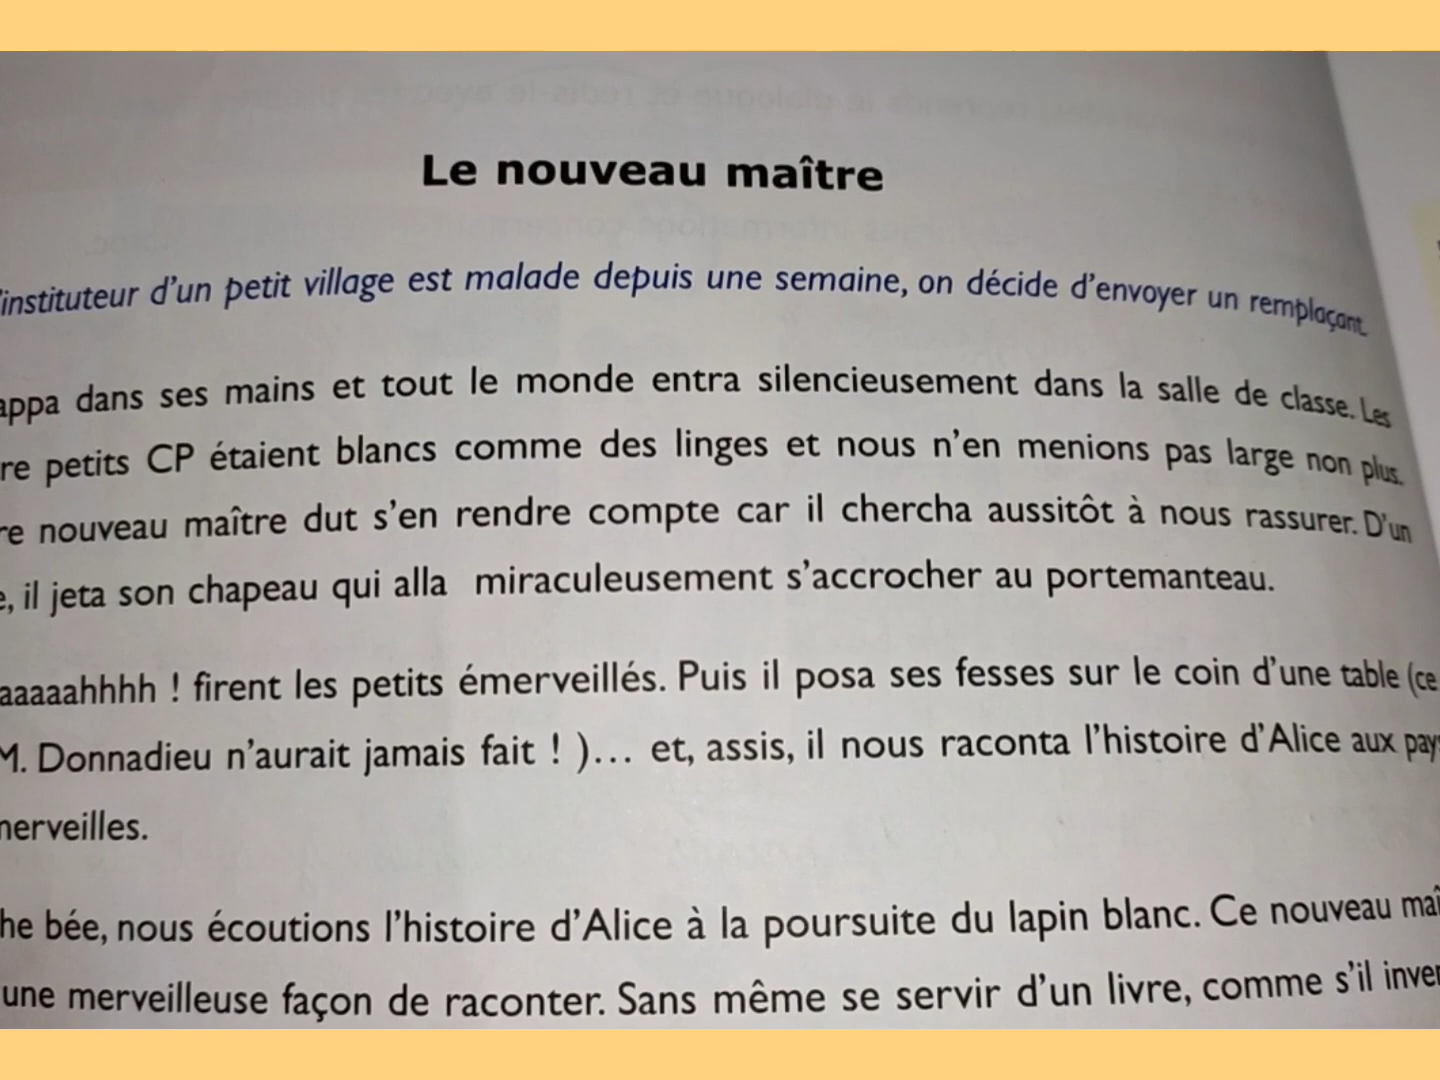 Le nouveau maître
'instituteur d'un petit village est malade depuis une semaine, on décide d'envoyer un remplaçant.
appa dans ses mains et tout le monde entra silencieusement dans la salle de classe. Les
re petits CP étaient blancs comme des linges et nous n'en menions pas large non plus.
re nouveau maître dut s'en rendre compte car il chercha aussitôt à nous rassurer. D'un
e, il jeta son chapeau qui alla miraculeusement s'accrocher au portemanteau.
aaaaahhhh ! firent les petits émerveillés. Puis il posa ses fesses sur le coin d'une table (ce
M. Donnadieu n'aurait jamais fait ! )... et, assis, il nous raconta l'histoire d'Alice aux pay
nerveilles.
he bée, nous écoutions l'histoire d'Alice à la poursuite du lapin blanc. Ce nouveau maî
une merveilleuse façon de raconter. Sans même se servir d'un livre, comme s'il inver